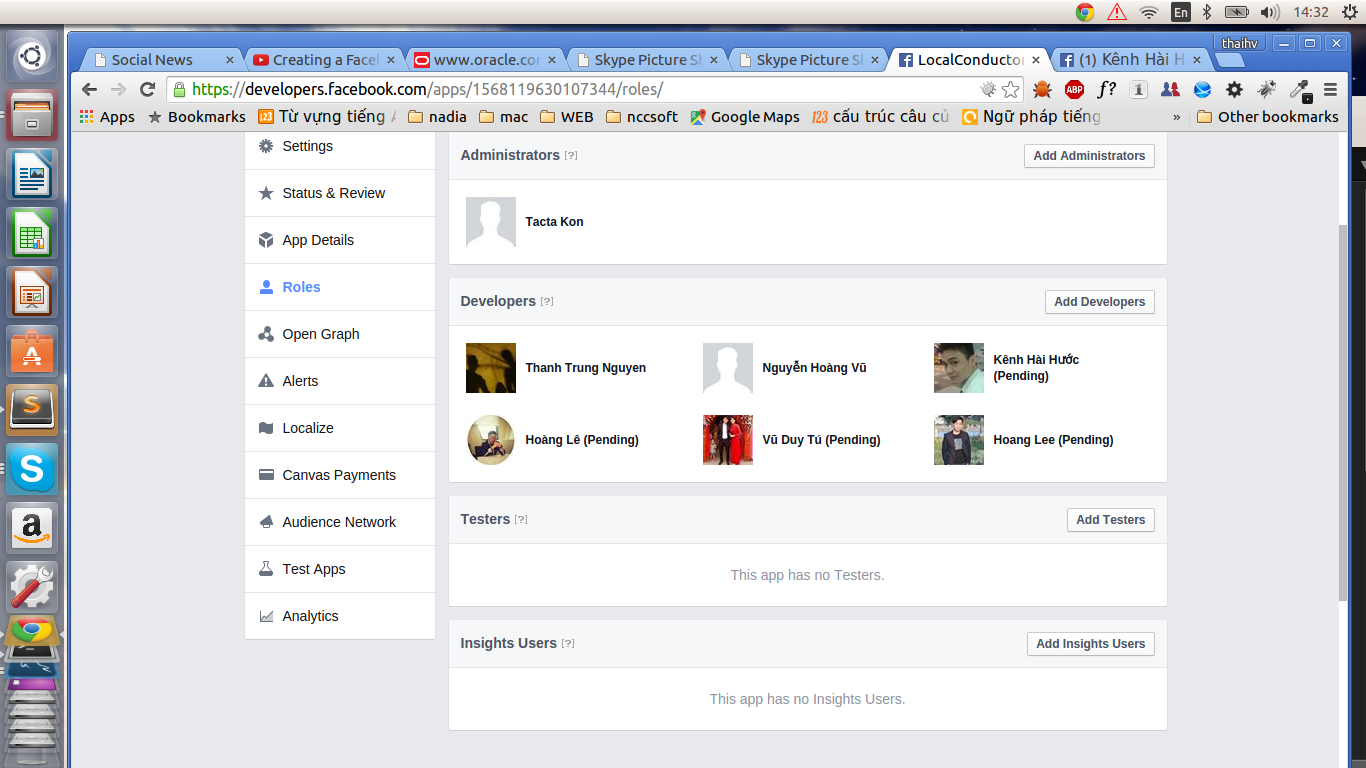 En
14:32
thaihv
Social News
Creating a Faceb
www.oracle.com
Skype Picture Sh
Skype Picture Sh
LocalConductor
(1) Kênh Hài H
https://developers.facebook.com/apps/1568119630107344/roles/
ABP
f?
Apps
Bookmarks
Từ vựng tiếng A
nadia
mac
WEB
nccsoft
Google Maps
cấu trúc câu củ
Ngữ pháp tiếng
»
Other bookmarks
Settings
Status & Review
App Details
Roles
Open Graph
Alerts
Localize
Canvas Payments
Audience Network
Test Apps
Analytics
Administrators [?]
Add Administrators
Tacta Kon
Developers [?]
Add Developers
Thanh Trung Nguyen
Nguyễn Hoàng Vũ
Kênh Hài Hước
(Pending)
Hoàng Lê (Pending)
Vũ Duy Tú (Pending)
Hoang Lee (Pending)
Testers [?]
Add Testers
This app has no Testers.
Insights Users [?]
Add Insights Users
This app has no Insights Users.